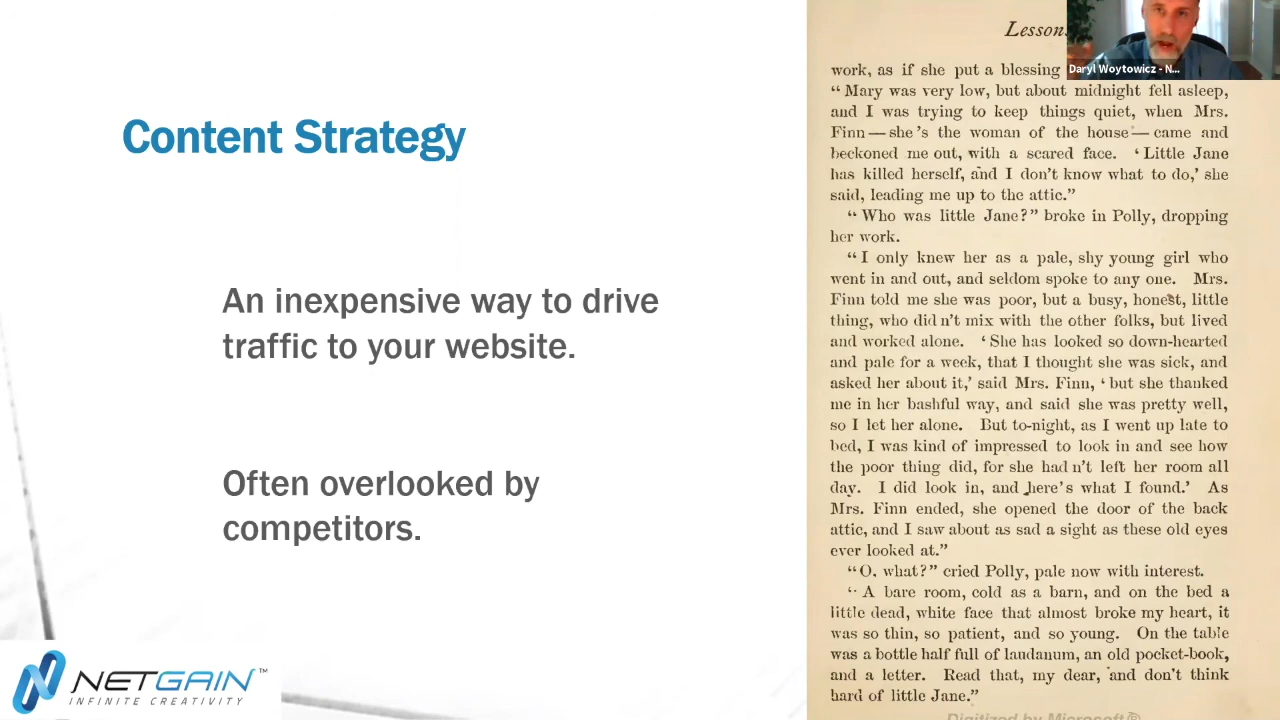 Content Strategy
An inexpensive way to drive
traffic to your website.
Often overlooked by
competitors.
NETGAIN™
INFINITE CREATIVITY
Daryl Woytowicz - N...
Lesson
work, as if she put a blessing
“Mary was very low, but about midnight fell asleep,
and I was trying to keep things quiet, when Mrs.
Finn—she's the woman of the house—came and
beckoned me out, with a scared face. ‘Little Jane
has killed herself, and I don't know what to do,’ she
said, leading me up to the attic.”
“Who was little Jane?” broke in Polly, dropping
her work.
“I only knew her as a pale, shy young girl who
went in and out, and seldom spoke to any one. Mrs.
Finn told me she was poor, but a busy, honest, little
thing, who did n't mix with the other folks, but lived
and worked alone. ‘She has looked so down-hearted
and pale for a week, that I thought she was sick, and
asked her about it,’ said Mrs. Finn, ‘but she thanked
me in her bashful way, and said she was pretty well,
so I let her alone. But to-night, as I went up late to
bed, I was kind of impressed to look in and see how
the poor thing did, for she had n't left her room all
day. I did look in, and here's what I found.’ As
Mrs. Finn ended, she opened the door of the back
attic, and I saw about as sad a sight as these old eyes
ever looked at.”
“O, what?” cried Polly, pale now with interest.
“A bare room, cold as a barn, and on the bed a
little dead, white face that almost broke my heart, it
was so thin, so patient, and so young. On the table
was a bottle half full of laudanum, an old pocket-book,
and a letter. Read that, my dear, and don't think
hard of little Jane.”
Digitized by Microsoft®